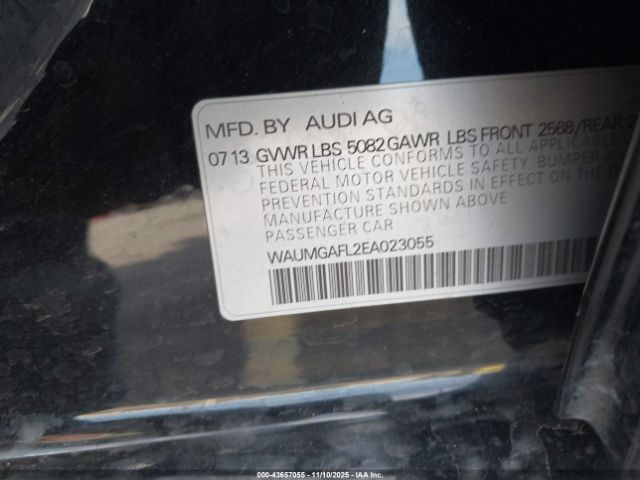 MFD. BY AUDI AG
07 13 GVWR LBS 5082 GAWR LBS FRONT 2568/REAR
THIS VEHICLE CONFORMS TO ALL APPLICABLE
FEDERAL MOTOR VEHICLE SAFETY, BUMPER
PREVENTION STANDARDS IN EFFECT ON THE
MANUFACTURE SHOWN ABOVE
PASSENGER CAR
WAUMGAFL2EA023055
000-43657055 - 11/10/2025 - IAA Inc.